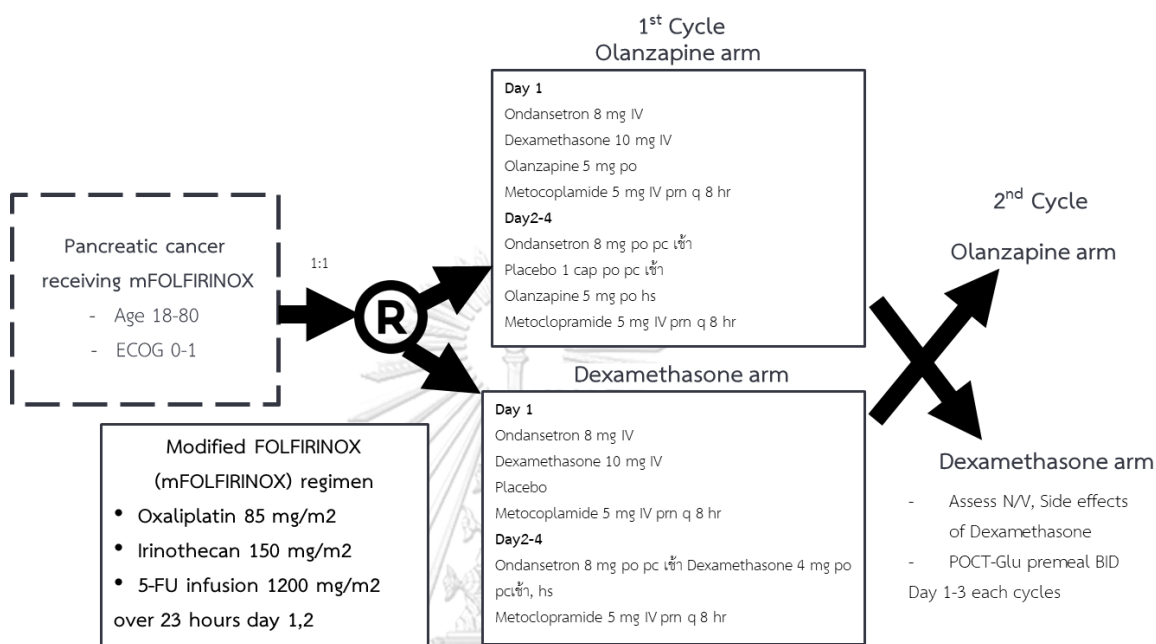 1st Cycle
Olanzapine arm
Day 1
Ondansetron 8 mg IV
Dexamethasone 10 mg IV
Olanzapine 5 mg po
Metocoplamide 5 mg IV prn q 8 hr
Day2-4
Ondansetron 8 mg po pc เช้า
Placebo 1 cap po pc เช้า
Olanzapine 5 mg po hs
Metoclopramide 5 mg IV prn q 8 hr
Pancreatic cancer
receiving mFOLFIRINOX
- Age 18-80
- ECOG 0-1
1:1
R
Dexamethasone arm
Day 1
Ondansetron 8 mg IV
Dexamethasone 10 mg IV
Placebo
Metocoplamide 5 mg IV prn q 8 hr
Day2-4
Ondansetron 8 mg po pc เช้า Dexamethasone 4 mg po
pcเช้า, hs
Metoclopramide 5 mg IV prn q 8 hr
Modified FOLFIRINOX
(mFOLFIRINOX) regimen
• Oxaliplatin 85 mg/m2
• Irinothecan 150 mg/m2
• 5-FU infusion 1200 mg/m2
over 23 hours day 1,2
2nd Cycle
Olanzapine arm
Dexamethasone arm
- Assess N/V, Side effects
of Dexamethasone
- POCT-Glu premeal BID
Day 1-3 each cycles